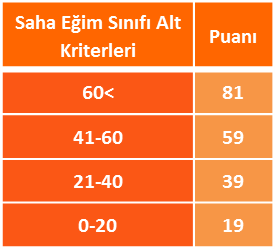 Saha Eğim Sınıfı Alt
Kriterleri
Puanı
60< 81
41-60 59
21-40 39
0-20 19